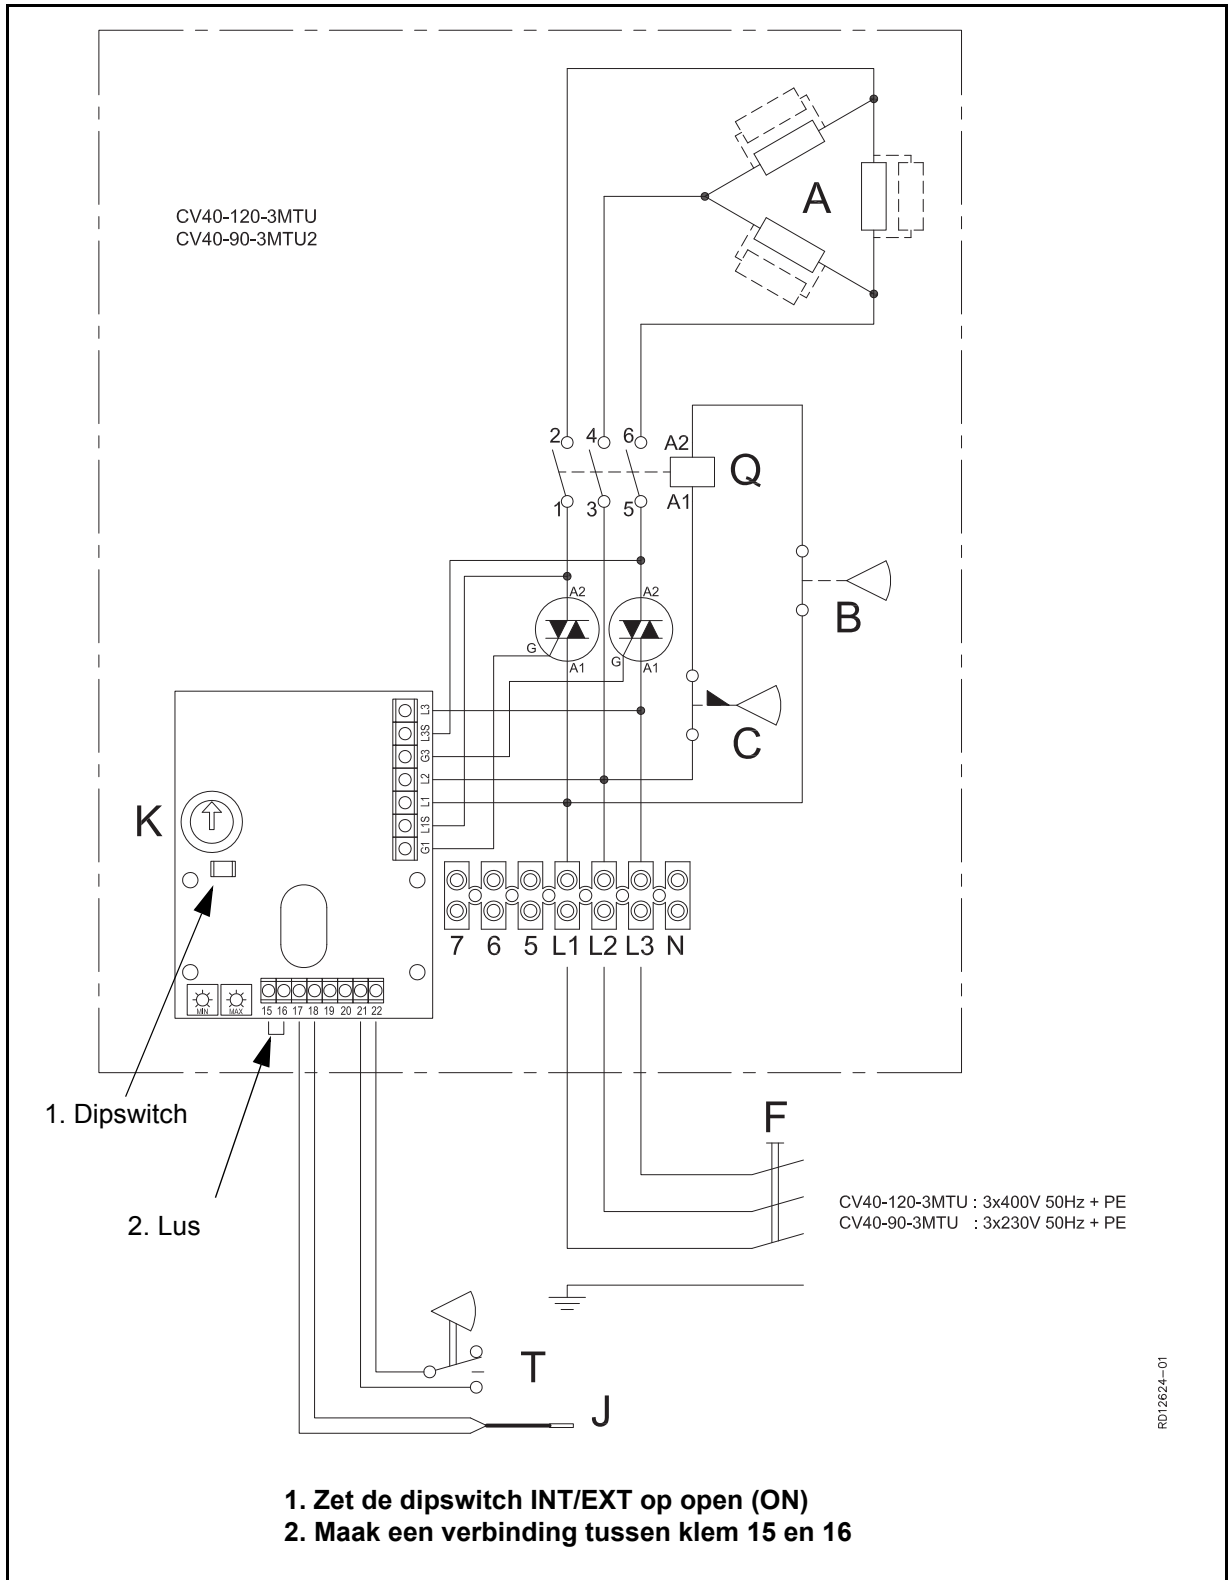 CV40-120-3MTU
CV40-90-3MTU2
A
2 4 6 A2
Q
1 3 5 A1
A2 A2
B
G G
A1 A1
C
L3
L3S
G3
L2
L1
L1S
G1
K
7 6 5 L1 L2 L3 N
MIN MAX
15 16 17 18 19 20 21 22
1. Dipswitch
F
CV40-120-3MTU : 3x400V 50Hz + PE
CV40-90-3MTU : 3x230V 50Hz + PE
2. Lus
T
J
RD12624-01
1. Zet de dipswitch INT/EXT op open (ON)
2. Maak een verbinding tussen klem 15 en 16